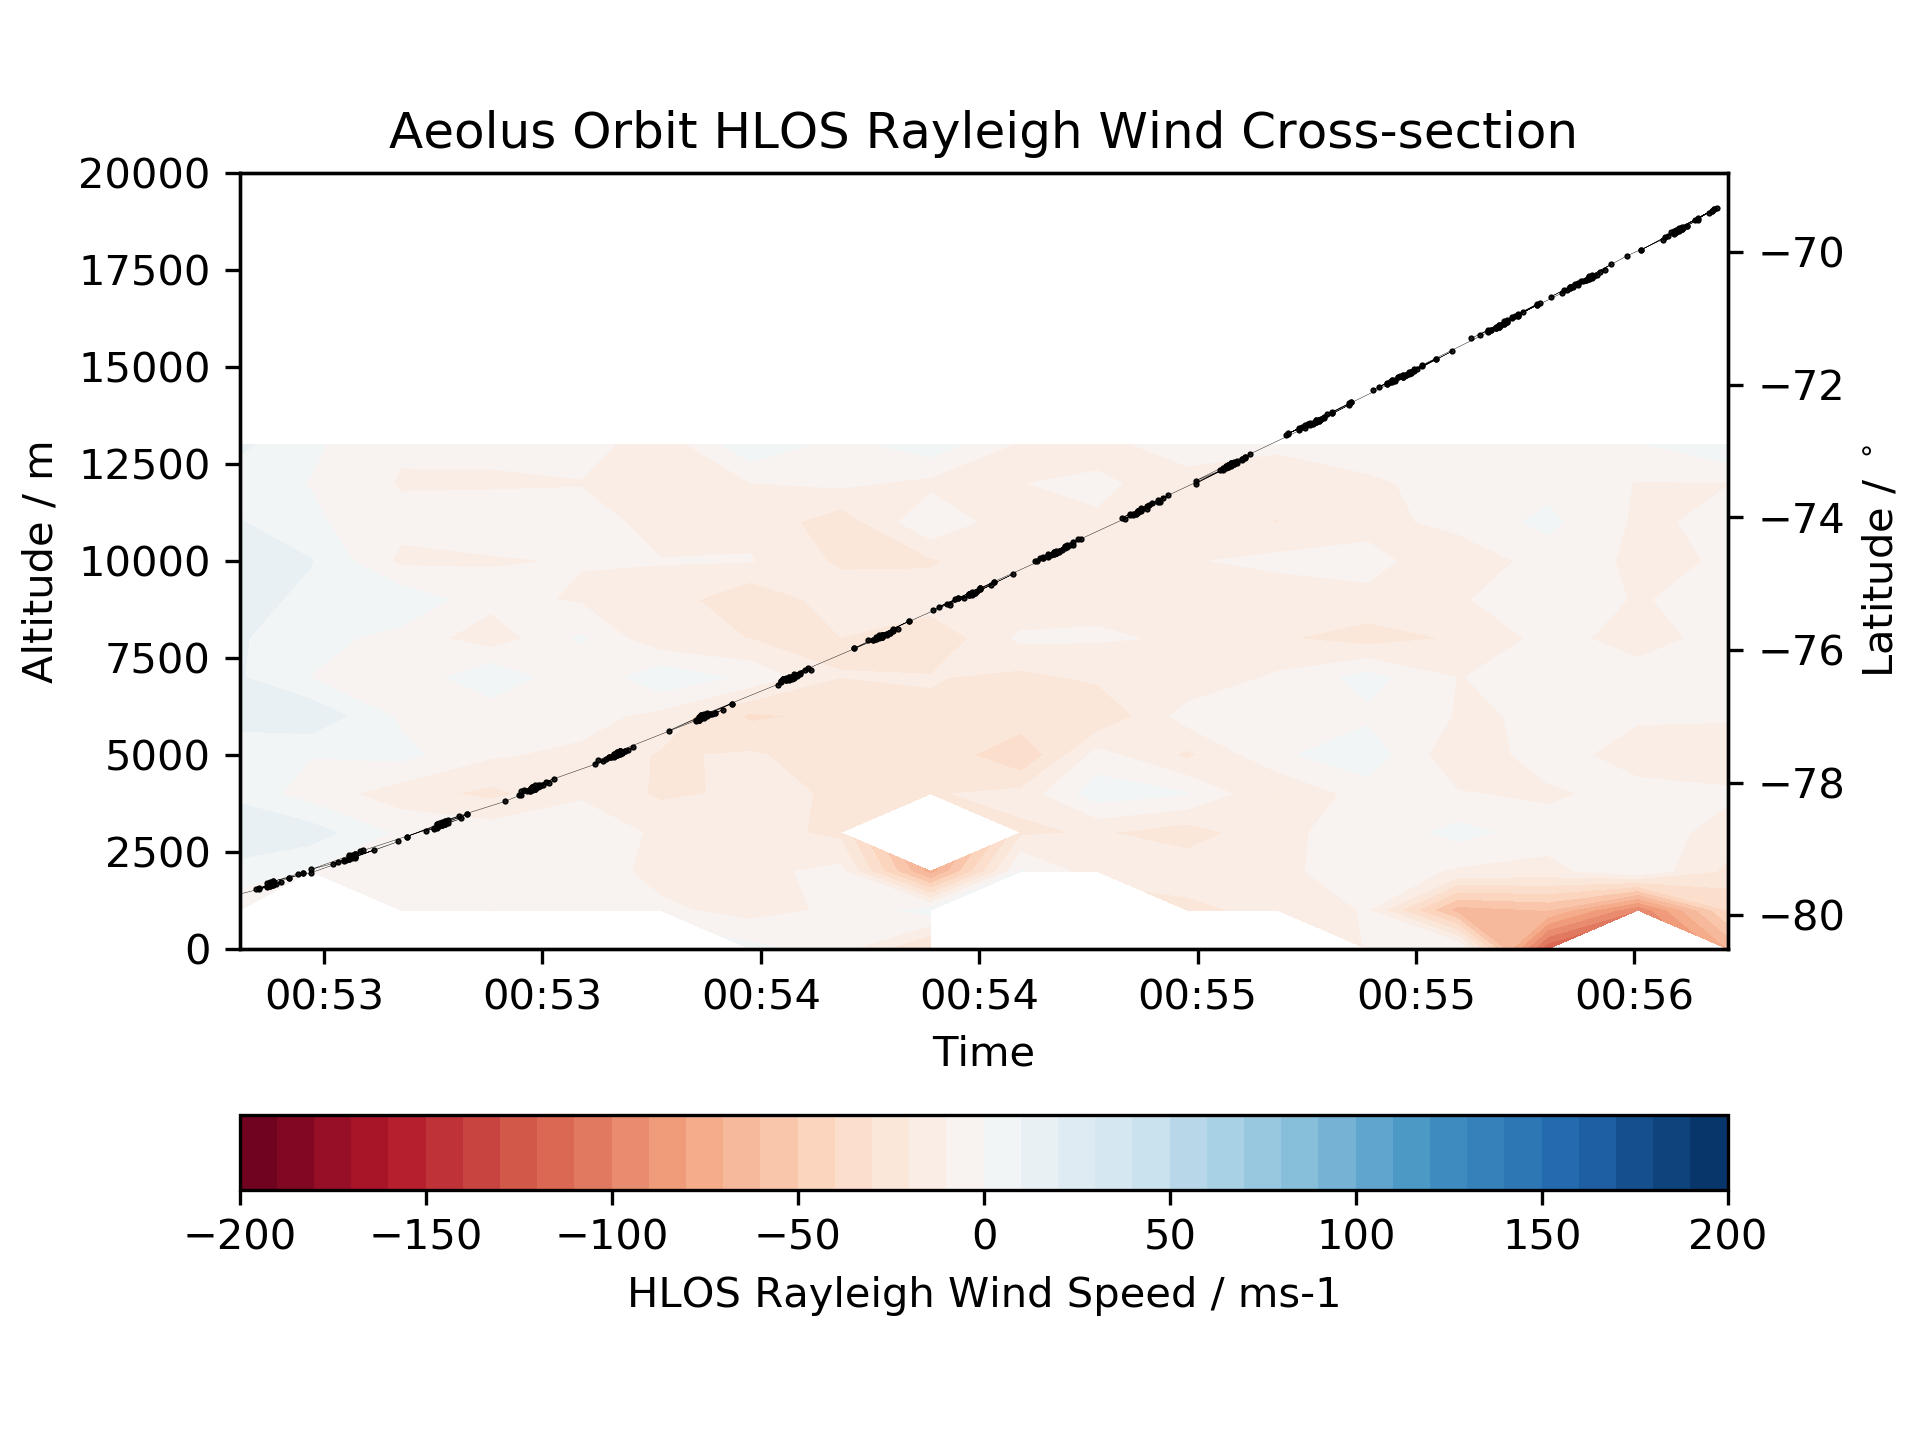 Aeolus Orbit HLOS Rayleigh Wind Cross-section
20000
17500
15000
12500
10000
7500
5000
2500
0
Altitude / m
−70
−72
−74
−76
−78
−80
Latitude / °
00:53 00:53 00:54 00:54 00:55 00:55 00:56
Time
−200 −150 −100 −50 0 50 100 150 200
HLOS Rayleigh Wind Speed / ms-1